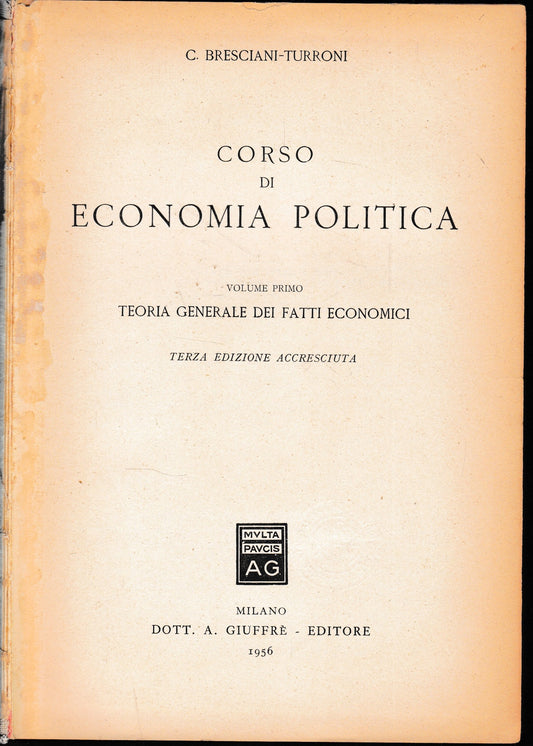 C. BRESCIANI-TURRONI
CORSO
DI
ECONOMIA POLITICA
VOLUME PRIMO
TEORIA GENERALE DEI FATTI ECONOMICI
TERZA EDIZIONE ACCRESCIUTA
MVLTA
PAVCIS
AG
MILANO
DOTT. A. GIUFFRÈ - EDITORE
1956